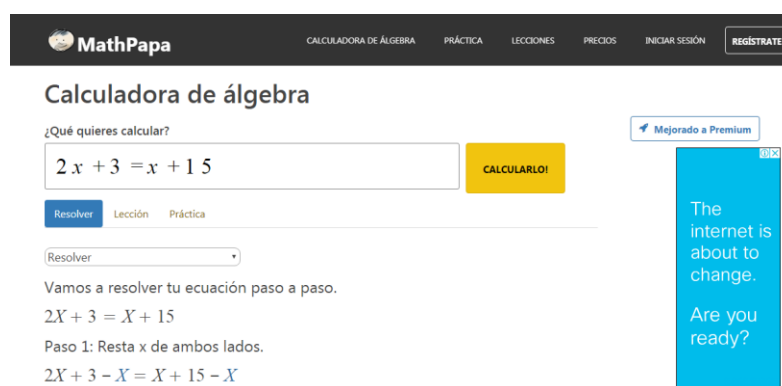 MathPapa CALCULADORA DE ÁLGEBRA PRÁCTICA LECCIONES PRECIOS INICIAR SESIÓN REGÍSTRATE
Calculadora de álgebra
¿Qué quieres calcular?
Mejorado a Premium
2x+3=x+15
CALCULARLO!
Resolver Lección Práctica
Resolver
Vamos a resolver tu ecuación paso a paso.
2X + 3 = X + 15
Paso 1: Resta x de ambos lados.
2X + 3 – X = X + 15 – X
The
internet is
about to
change.
Are you
ready?